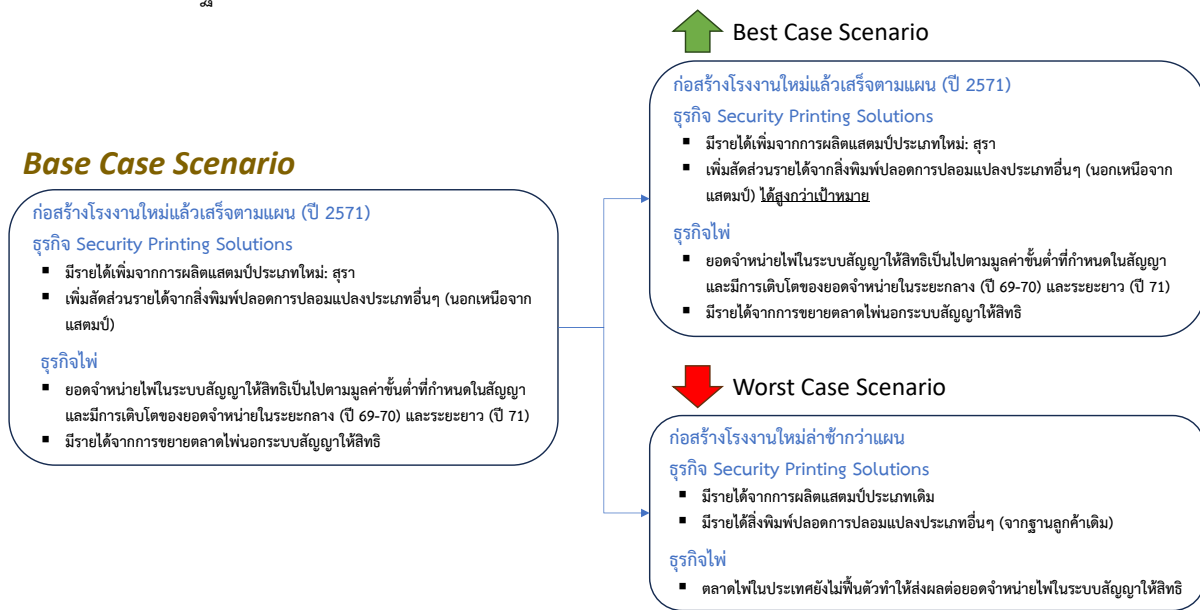 Base Case Scenario
ก่อสร้างโรงงานใหม่แล้วเสร็จตามแผน (ปี 2571)
ธุรกิจ Security Printing Solutions
▪ มีรายได้เพิ่มจากการผลิตแสตมป์ประเภทใหม่: สุรา
▪ เพิ่มสัดส่วนรายได้จากสิ่งพิมพ์ปลอดการปลอมแปลงประเภทอื่นๆ (นอกเหนือจาก
แสตมป์)
ธุรกิจไพ่
▪ ยอดจำหน่ายไพ่ในระบบสัญญาให้สิทธิเป็นไปตามมูลค่าขั้นต่ำที่กำหนดในสัญญา
และมีการเติบโตของยอดจำหน่ายในระยะกลาง (ปี 69-70) และระยะยาว (ปี 71)
▪ มีรายได้จากการขยายตลาดไพ่นอกระบบสัญญาให้สิทธิ
Best Case Scenario
ก่อสร้างโรงงานใหม่แล้วเสร็จตามแผน (ปี 2571)
ธุรกิจ Security Printing Solutions
▪ มีรายได้เพิ่มจากการผลิตแสตมป์ประเภทใหม่: สุรา
▪ เพิ่มสัดส่วนรายได้จากสิ่งพิมพ์ปลอดการปลอมแปลงประเภทอื่นๆ (นอกเหนือจาก
แสตมป์) ได้สูงกว่าเป้าหมาย
ธุรกิจไพ่
▪ ยอดจำหน่ายไพ่ในระบบสัญญาให้สิทธิเป็นไปตามมูลค่าขั้นต่ำที่กำหนดในสัญญา
และมีการเติบโตของยอดจำหน่ายในระยะกลาง (ปี 69-70) และระยะยาว (ปี 71)
▪ มีรายได้จากการขยายตลาดไพ่นอกระบบสัญญาให้สิทธิ
Worst Case Scenario
ก่อสร้างโรงงานใหม่ล่าช้ากว่าแผน
ธุรกิจ Security Printing Solutions
▪ มีรายได้จากการผลิตแสตมป์ประเภทเดิม
▪ มีรายได้สิ่งพิมพ์ปลอดการปลอมแปลงประเภทอื่นๆ (จากฐานลูกค้าเดิม)
ธุรกิจไพ่
▪ ตลาดไพ่ในประเทศยังไม่ฟื้นตัวทำให้ส่งผลต่อยอดจำหน่ายไพ่ในระบบสัญญาให้สิทธิ